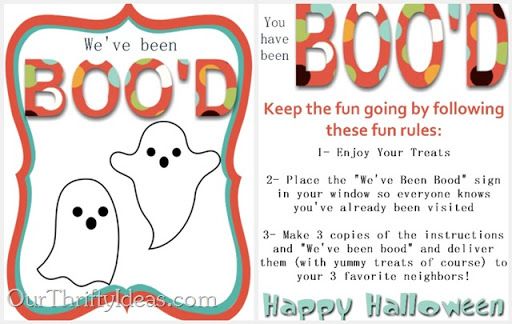 We've been
BOO'D
OurThriftyIdeas.com
You
have
been
BOO'D
Keep the fun going by following
these fun rules:
1- Enjoy Your Treats
2- Place the "We've Been Bood" sign
in your window so everyone knows
you've already been visited
3- Make 3 copies of the instructions
and "We've been bood" and deliver
them (with yummy treats of course) to
your 3 favorite neighbors!
Happy Halloween